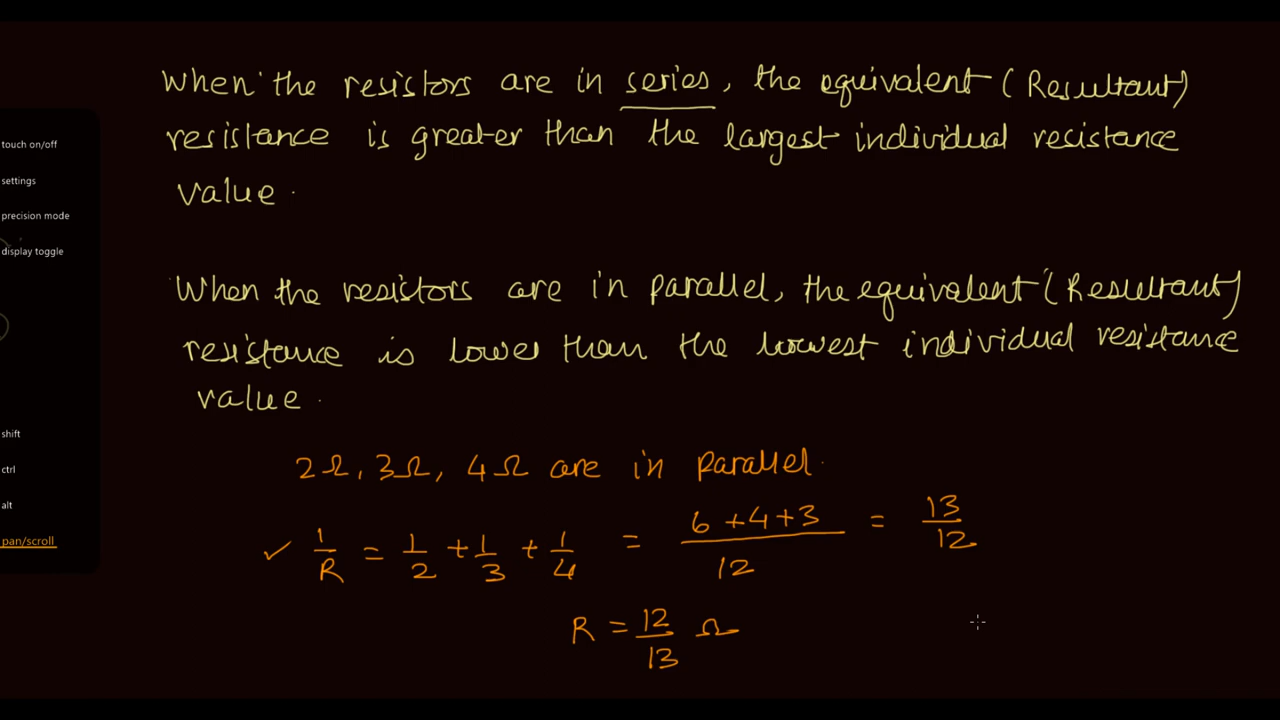 When the resistors are in series, the equivalent (Resultant)
resistance is greater than the largest individual resistance
value.
When the resistors are in parallel, the equivalent (Resultant)
resistance is lower than the lowest individual resistance
value.
2Ω, 3Ω, 4Ω are in parallel.
✓ 1/R = 1/2 + 1/3 + 1/4 = (6+4+3)/12 = 13/12
R = 12/13 Ω
touch on/off
settings
precision mode
display toggle
shift
ctrl
alt
pan/scroll